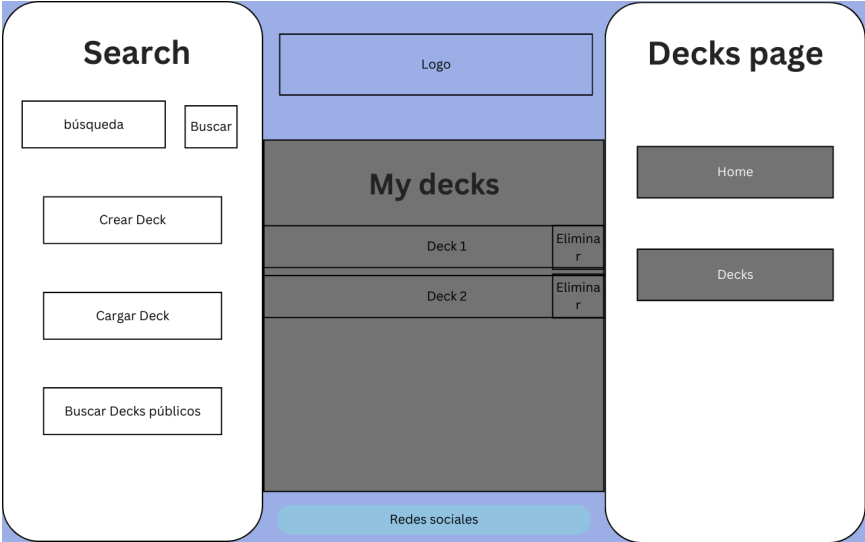 Search
búsqueda
Buscar
Crear Deck
Cargar Deck
Buscar Decks públicos
Logo
My decks
Deck 1
Elimina
r
Deck 2
Elimina
r
Redes sociales
Decks page
Home
Decks